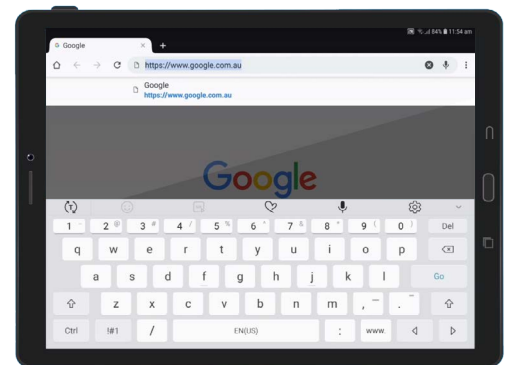 84% 11:54 am
G Google × +
https://www.google.com.au
Google
https://www.google.com.au
Google
1 2 @ 3 # 4 / 5 % 6 ^ 7 & 8 * 9 ( 0 ) Del
q w e r t y u i o p
a s d f g h j k l Go
z x c v b n m , .
Ctrl !#1 / EN(US) : www.